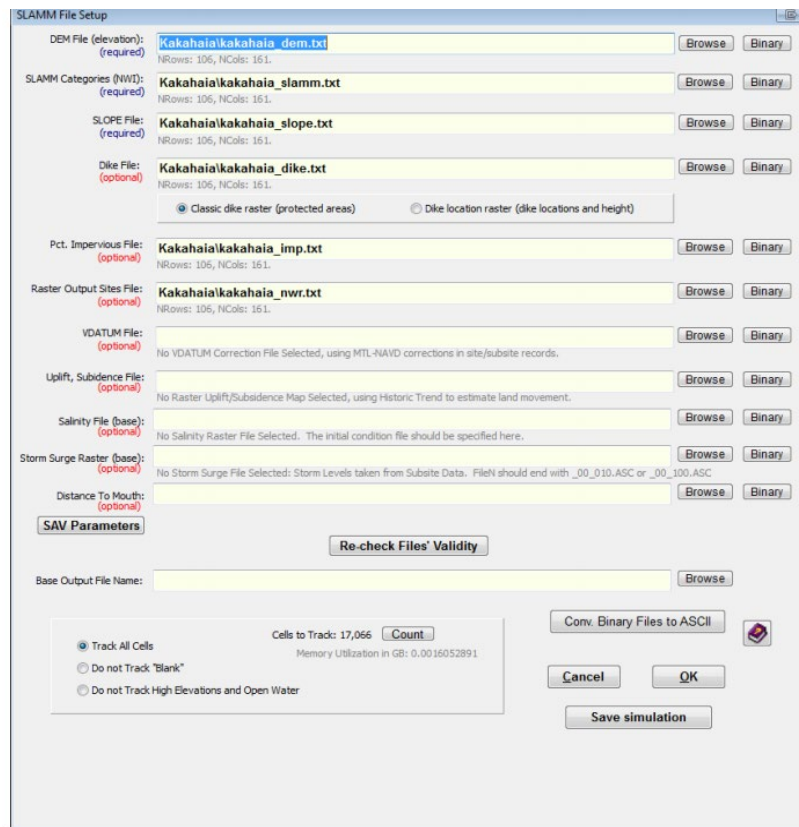 SLAMM File Setup
DEM File (elevation):
(required)
Kakahaia\kakahaia_dem.txt
Browse
Binary
NRows: 106, NCols: 161.
SLAMM Categories (NWI):
(required)
Kakahaia\kakahaia_slamm.txt
Browse
Binary
NRows: 106, NCols: 161.
SLOPE File:
(required)
Kakahaia\kakahaia_slope.txt
Browse
Binary
NRows: 106, NCols: 161.
Dike File:
(optional)
Kakahaia\kakahaia_dike.txt
Browse
Binary
NRows: 106, NCols: 161.
Classic dike raster (protected areas)
Dike location raster (dike locations and height)
Pct. Impervious File:
(optional)
Kakahaia\kakahaia_imp.txt
Browse
Binary
NRows: 106, NCols: 161.
Raster Output Sites File:
(optional)
Kakahaia\kakahaia_nwr.txt
Browse
Binary
NRows: 106, NCols: 161.
VDATUM File:
(optional)
Browse
Binary
No VDATUM Correction File Selected, using MTL-NAVD corrections in site/subsite records.
Uplift, Subidence File:
(optional)
Browse
Binary
No Raster Uplift/Subsidence Map Selected, using Historic Trend to estimate land movement.
Salinity File (base):
(optional)
Browse
Binary
No Salinity Raster File Selected. The initial condition file should be specified here.
Storm Surge Raster (base):
(optional)
Browse
Binary
No Storm Surge File Selected: Storm Levels taken from Subsite Data. FileN should end with _00_010.ASC or _00_100.ASC
Distance To Mouth:
(optional)
Browse
Binary
SAV Parameters
Re-check Files' Validity
Base Output File Name:
Browse
Track All Cells
Do not Track "Blank"
Do not Track High Elevations and Open Water
Cells to Track: 17,066
Count
Memory Utilization in GB: 0.0016052891
Conv. Binary Files to ASCII
Cancel
OK
Save simulation